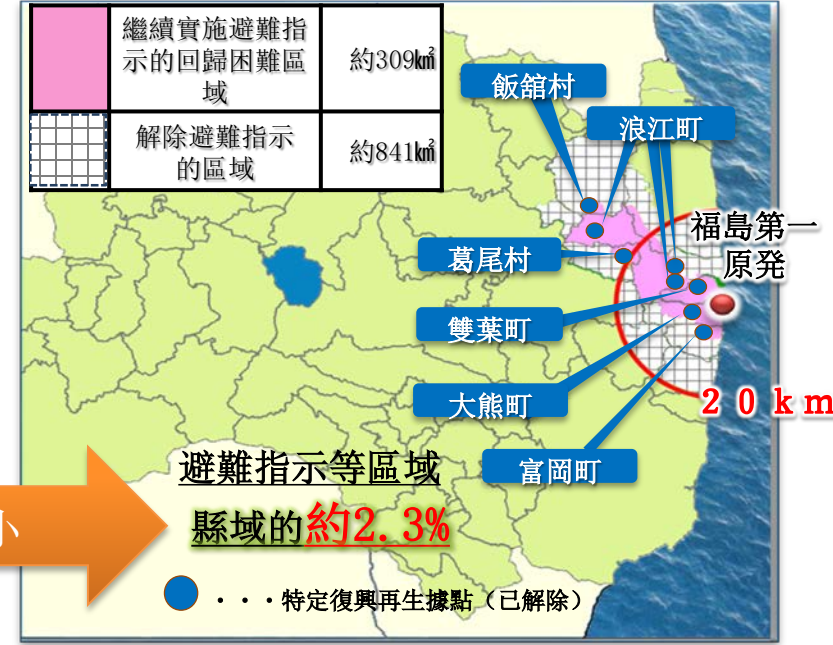 繼續實施避難指
示的回歸困難區
域
約309㎢
解除避難指示
的區域
約841㎢
飯舘村
浪江町
福島第一
原発
葛尾村
雙葉町
大熊町
20km
富岡町
避難指示等區域
縣域的約2.3%
小
・・・特定復興再生據點（已解除）